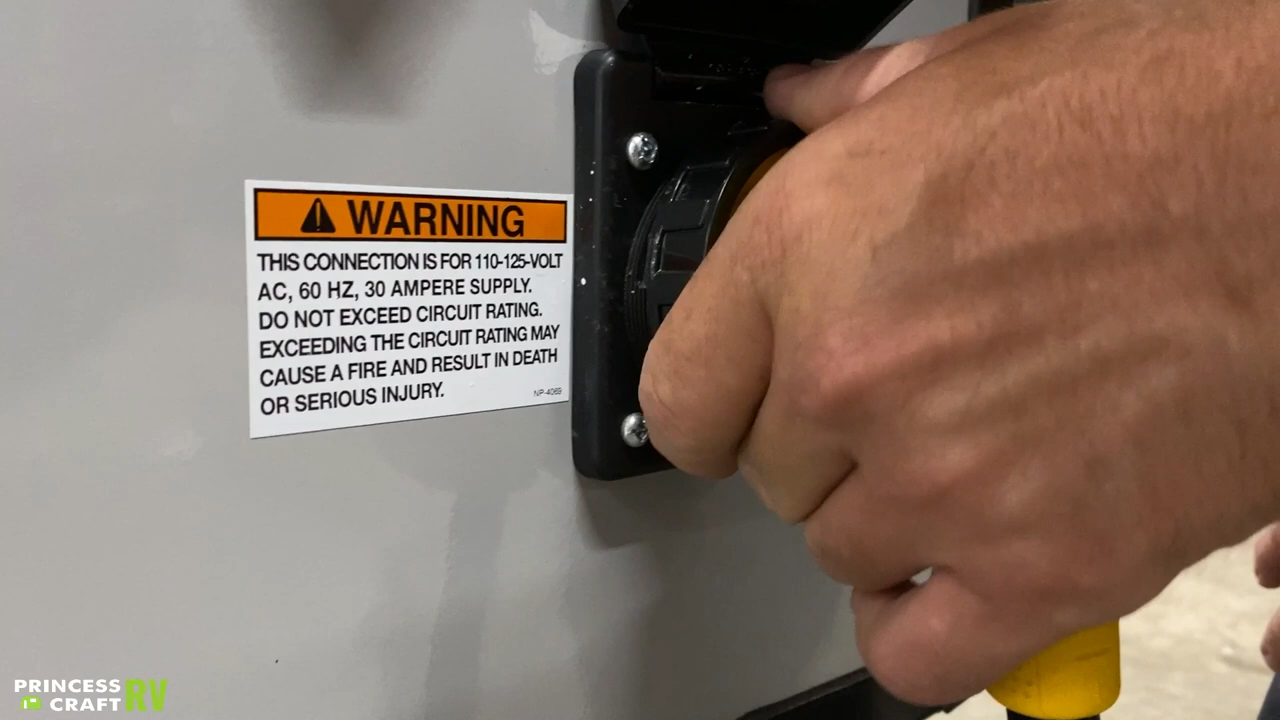 WARNING
THIS CONNECTION IS FOR 110-125-VOLT
AC, 60 HZ, 30 AMPERE SUPPLY.
DO NOT EXCEED CIRCUIT RATING.
EXCEEDING THE CIRCUIT RATING MAY
CAUSE A FIRE AND RESULT IN DEATH
OR SERIOUS INJURY.
NP-4069
PRINCESS
CRAFT RV